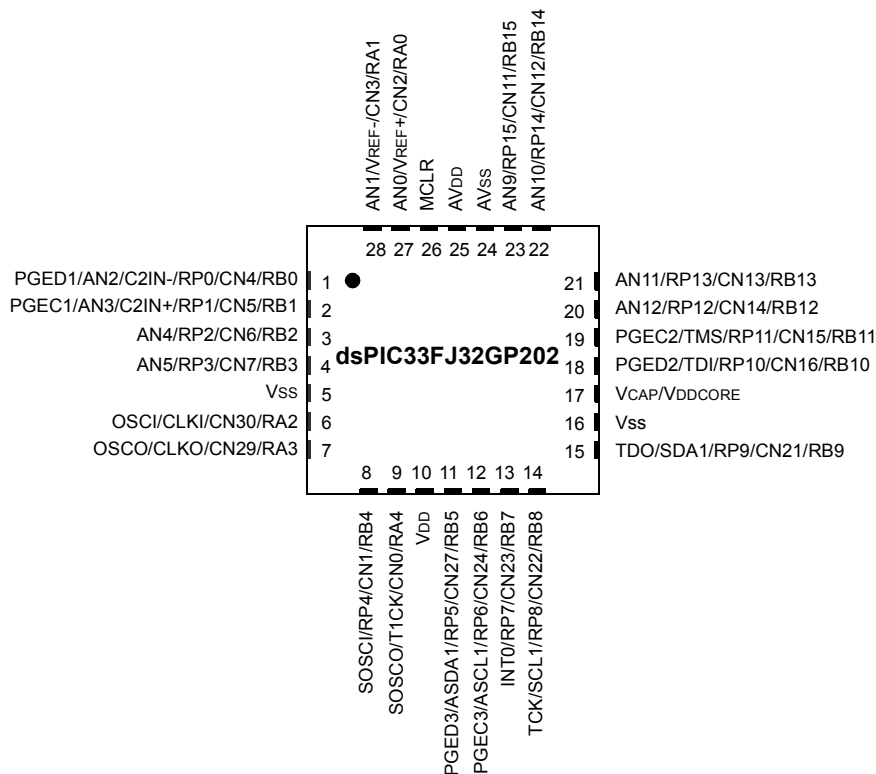 AN1/VREF-/CN3/RA1
AN0/VREF+/CN2/RA0
MCLR
AVDD
AVSS
AN9/RP15/CN11/RB15
AN10/RP14/CN12/RB14
28 27 26 25 24 23 22
PGED1/AN2/C2IN-/RP0/CN4/RB0 1
PGEC1/AN3/C2IN+/RP1/CN5/RB1 2
AN4/RP2/CN6/RB2 3
AN5/RP3/CN7/RB3 4
VSS 5
OSCI/CLKI/CN30/RA2 6
OSCO/CLKO/CN29/RA3 7
dsPIC33FJ32GP202
21 AN11/RP13/CN13/RB13
20 AN12/RP12/CN14/RB12
19 PGEC2/TMS/RP11/CN15/RB11
18 PGED2/TDI/RP10/CN16/RB10
17 VCAP/VDDCORE
16 Vss
15 TDO/SDA1/RP9/CN21/RB9
8 9 10 11 12 13 14
SOSCI/RP4/CN1/RB4
SOSCO/T1CK/CN0/RA4
VDD
PGED3/ASDA1/RP5/CN27/RB5
PGEC3/ASCL1/RP6/CN24/RB6
INT0/RP7/CN23/RB7
TCK/SCL1/RP8/CN22/RB8